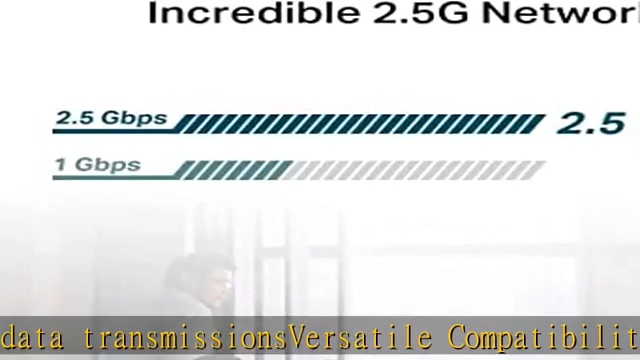 Incredible 2.5G Network
2.5 Gbps
2.5
1 Gbps
data transmissionsVersatile Compatibilit